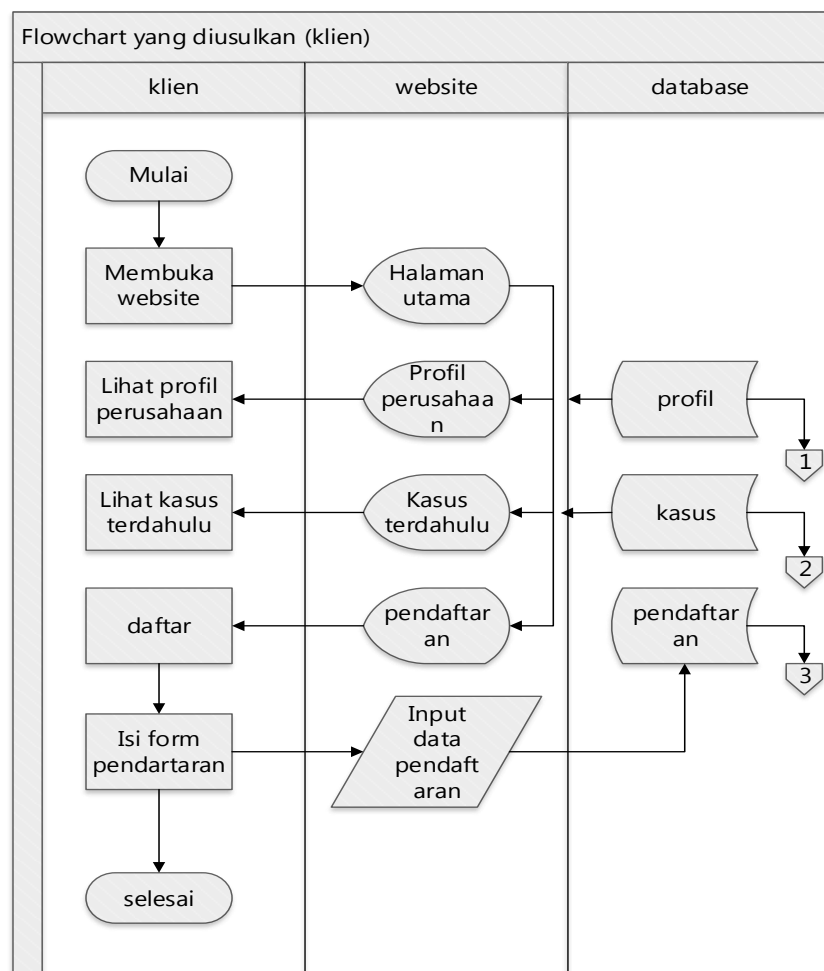 Flowchart yang diusulkan (klien)
klien
website
database
Mulai
Membuka
website
Halaman
utama
Lihat profil
perusahaan
Profil
perusahaa
n
profil
1
Lihat kasus
terdahulu
Kasus
terdahulu
kasus
2
daftar
pendaftar
an
pendaftar
an
3
Isi form
pendartaran
Input
data
pendaft
aran
selesai